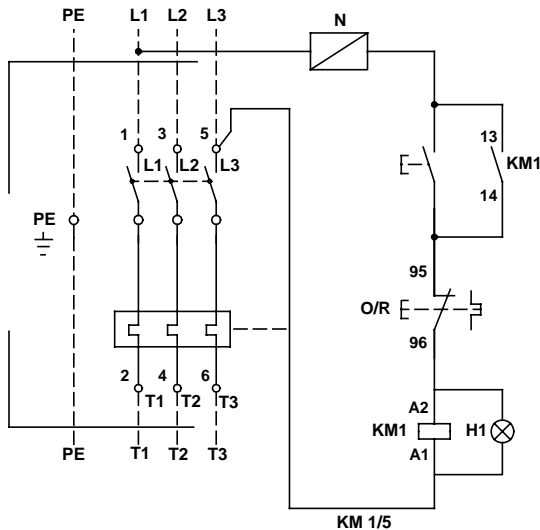 PE L1 L2 L3
N
1 3 5
L1 L2 L3
13
KM1
14
PE
95
O/R
96
2 4 6
T1 T2 T3
A2
KM1 H1
A1
PE T1 T2 T3
KM 1/5